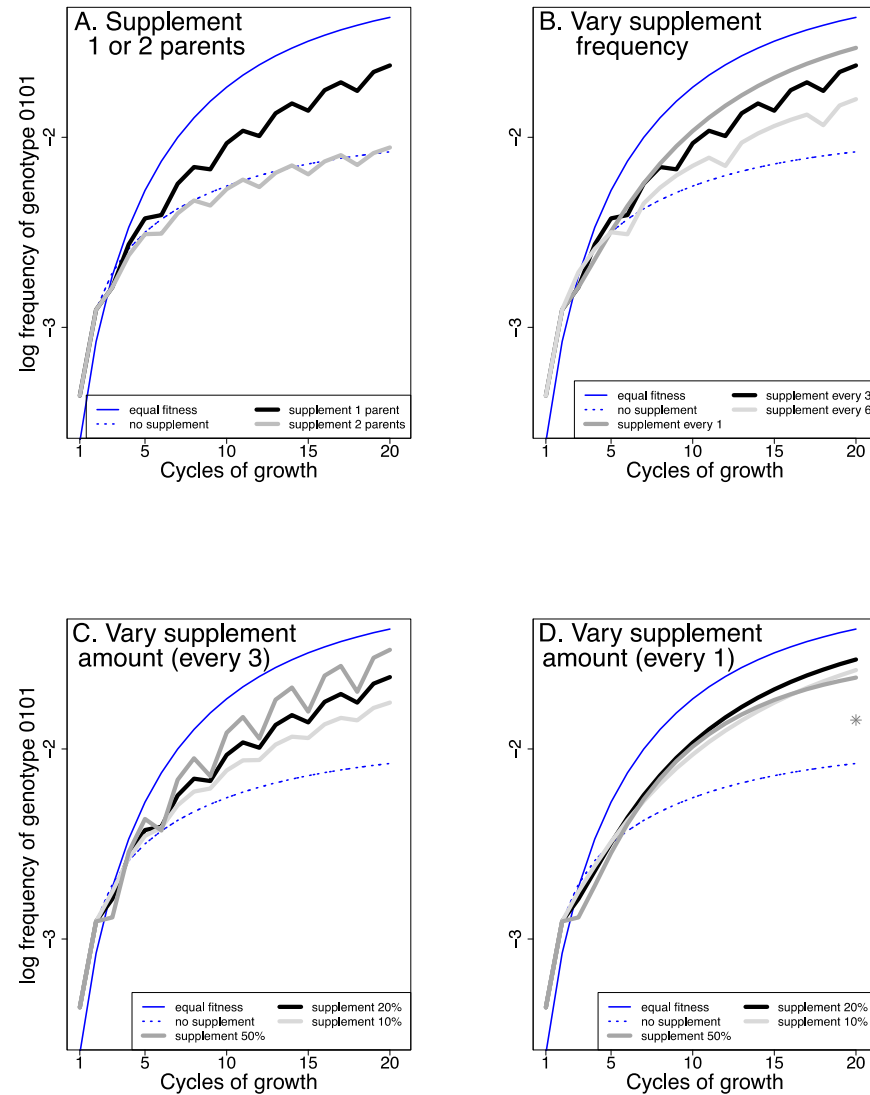 A. Supplement
1 or 2 parents
log frequency of genotype 0101
-2
-3
equal fitness
no supplement
supplement 1 parent
supplement 2 parents
1 5 10 15 20
Cycles of growth
B. Vary supplement
frequency
-2
-3
equal fitness
no supplement
supplement every 1
supplement every 3
supplement every 6
1 5 10 15 20
Cycles of growth
C. Vary supplement
amount (every 3)
log frequency of genotype 0101
-2
-3
equal fitness
no supplement
supplement 50%
supplement 20%
supplement 10%
1 5 10 15 20
Cycles of growth
D. Vary supplement
amount (every 1)
-2
-3
equal fitness
no supplement
supplement 50%
supplement 20%
supplement 10%
1 5 10 15 20
Cycles of growth